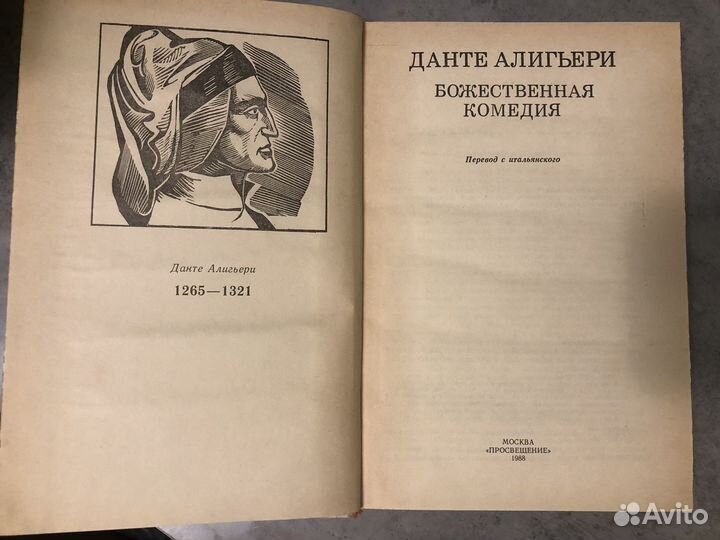 Данте Алигьери
1265—1321
ДАНТЕ АЛИГЬЕРИ
БОЖЕСТВЕННАЯ
КОМЕДИЯ
Перевод с итальянского
МОСКВА
«ПРОСВЕЩЕНИЕ»
1988
Avito